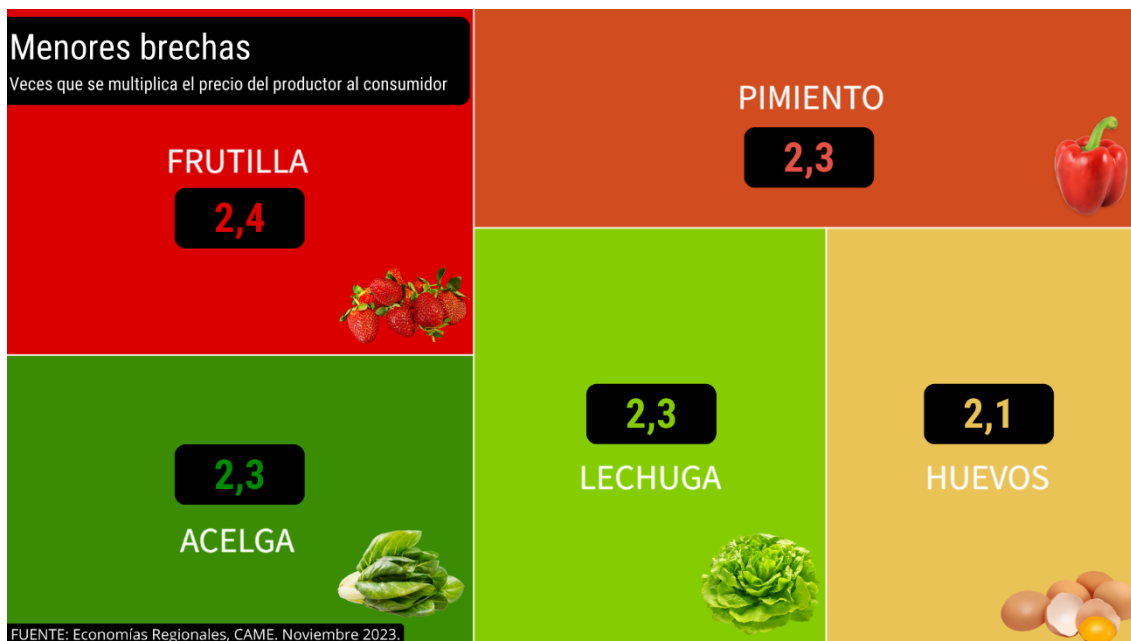 Menores brechas
Veces que se multiplica el precio del productor al consumidor
FRUTILLA
2,4
PIMIENTO
2,3
2,3
ACELGA
2,3
LECHUGA
2,1
HUEVOS
FUENTE: Economías Regionales, CAME. Noviembre 2023.